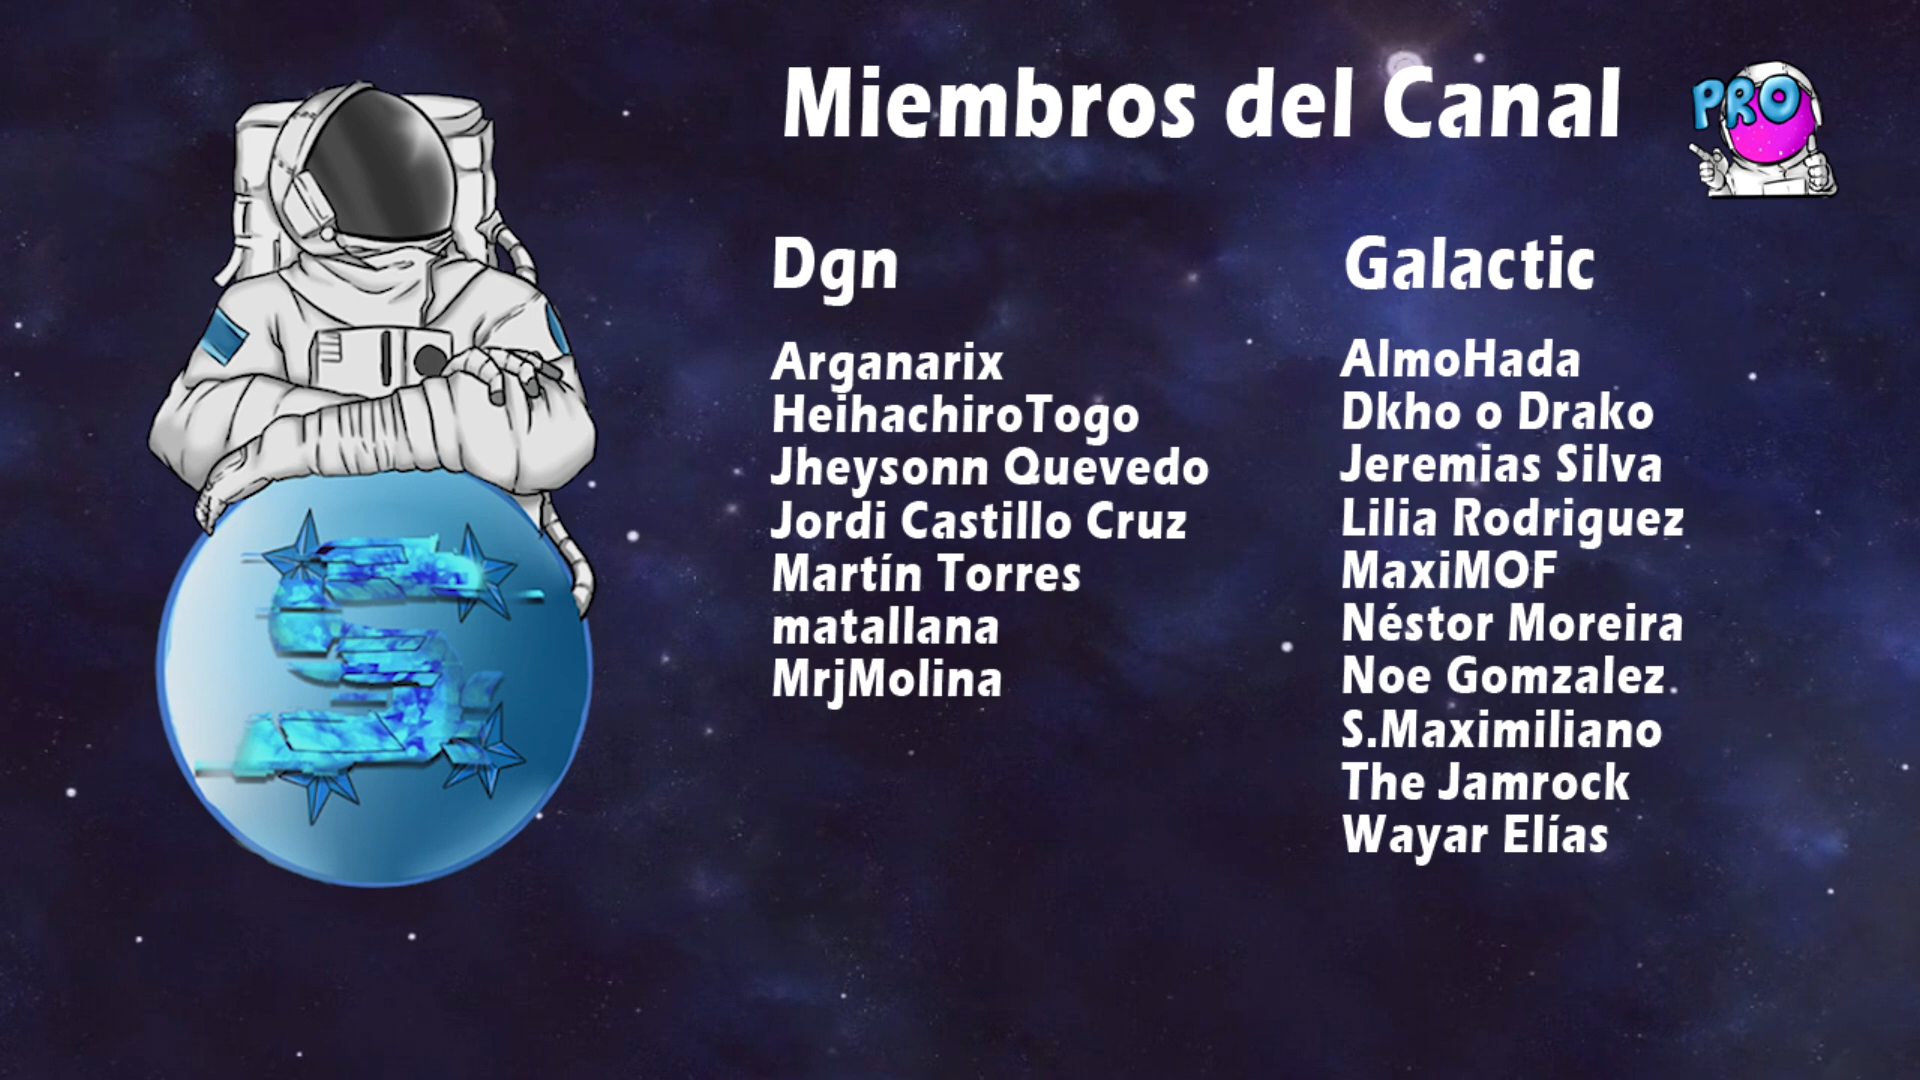 Miembros del Canal
PRO
Dgn
Arganarix
HeihachiroTogo
Jheysonn Quevedo
Jordi Castillo Cruz
Martín Torres
matallana
MrjMolina
Galactic
AlmoHada
Dkho o Drako
Jeremias Silva
Lilia Rodriguez
MaxiMOF
Néstor Moreira
Noe Gomzalez
S.Maximiliano
The Jamrock
Wayar Elías
S